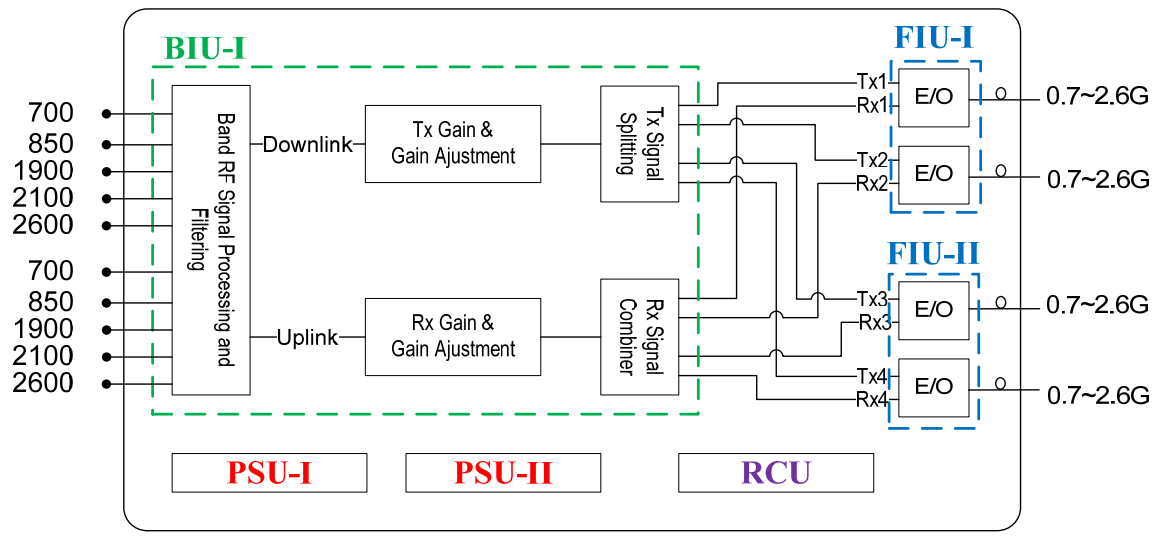 BIU-I
FIU-I
700
850
1900
2100
2600
700
850
1900
2100
2600
Band RF Signal Processing and
Filtering
Downlink
Uplink
Tx Gain &
Gain Ajustment
Rx Gain &
Gain Ajustment
Tx Signal
Splitting
Rx Signal
Combiner
Tx1
Rx1
E/O
0.7~2.6G
Tx2
Rx2
E/O
0.7~2.6G
FIU-II
Tx3
Rx3
E/O
0.7~2.6G
Tx4
Rx4
E/O
0.7~2.6G
PSU-I
PSU-II
RCU